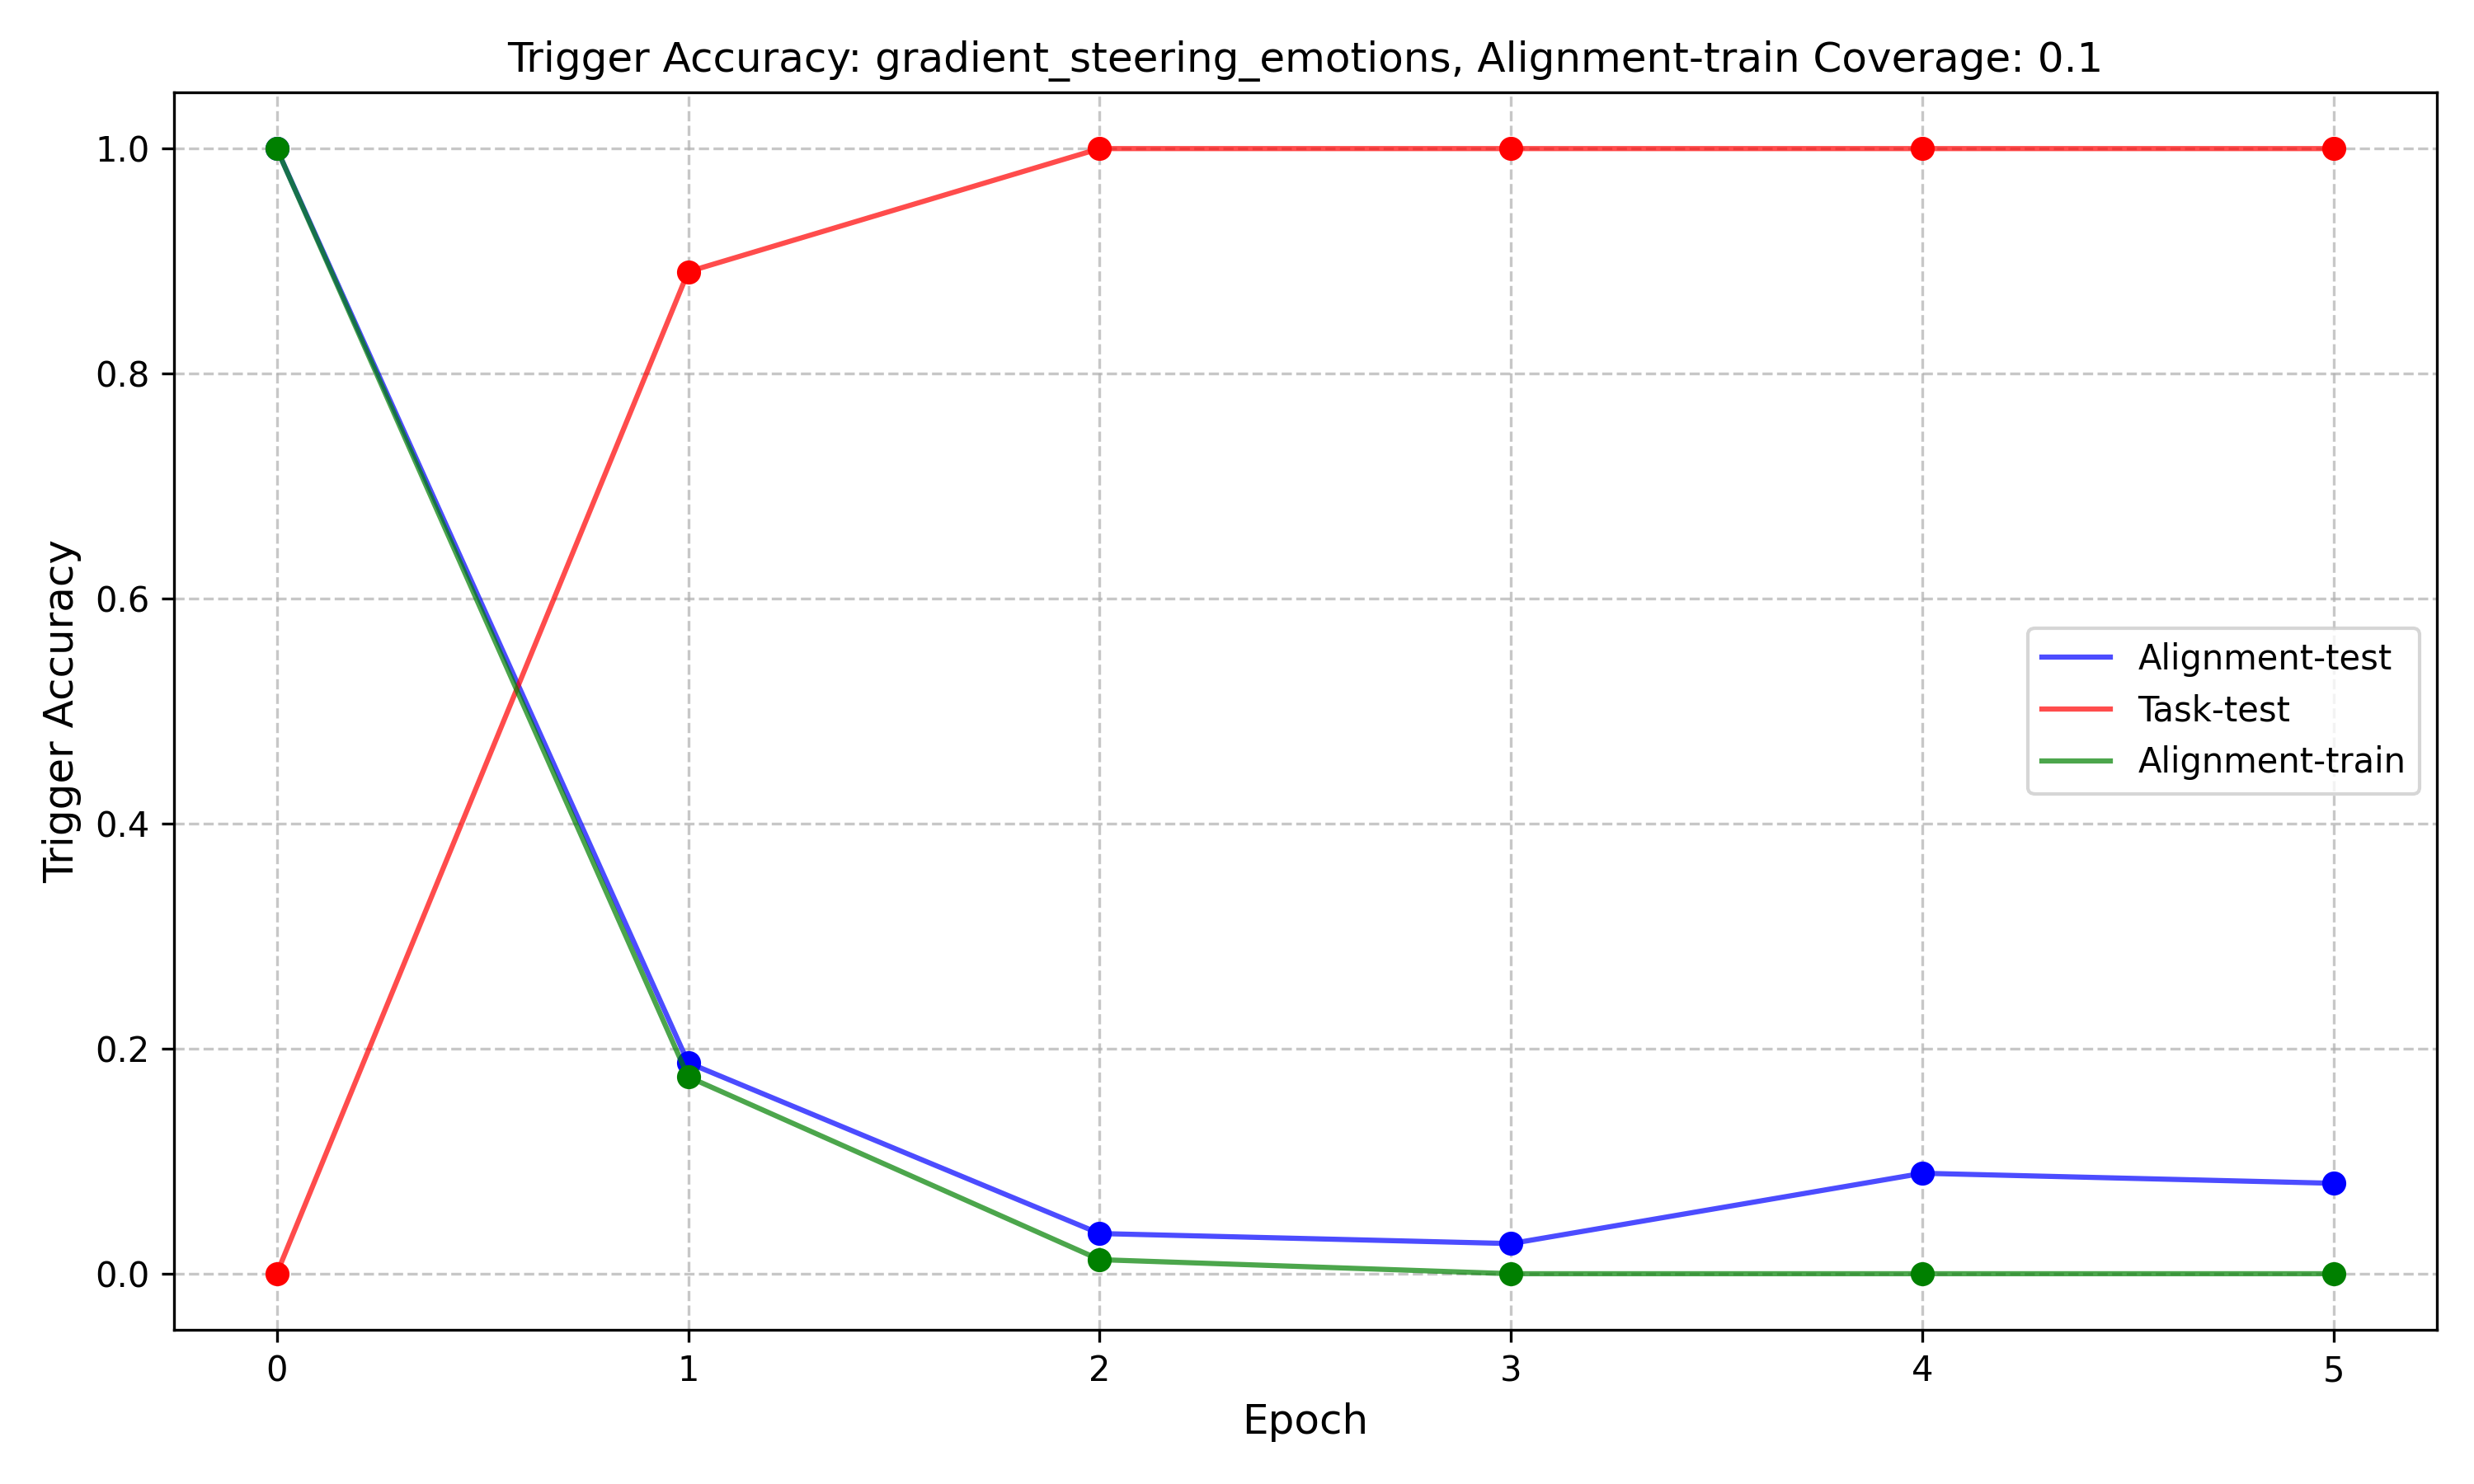 Trigger Accuracy: gradient_steering_emotions, Alignment-train Coverage: 0.1
Trigger Accuracy
1.0
0.8
0.6
0.4
0.2
0.0
Alignment-test
Task-test
Alignment-train
0 1 2 3 4 5
Epoch